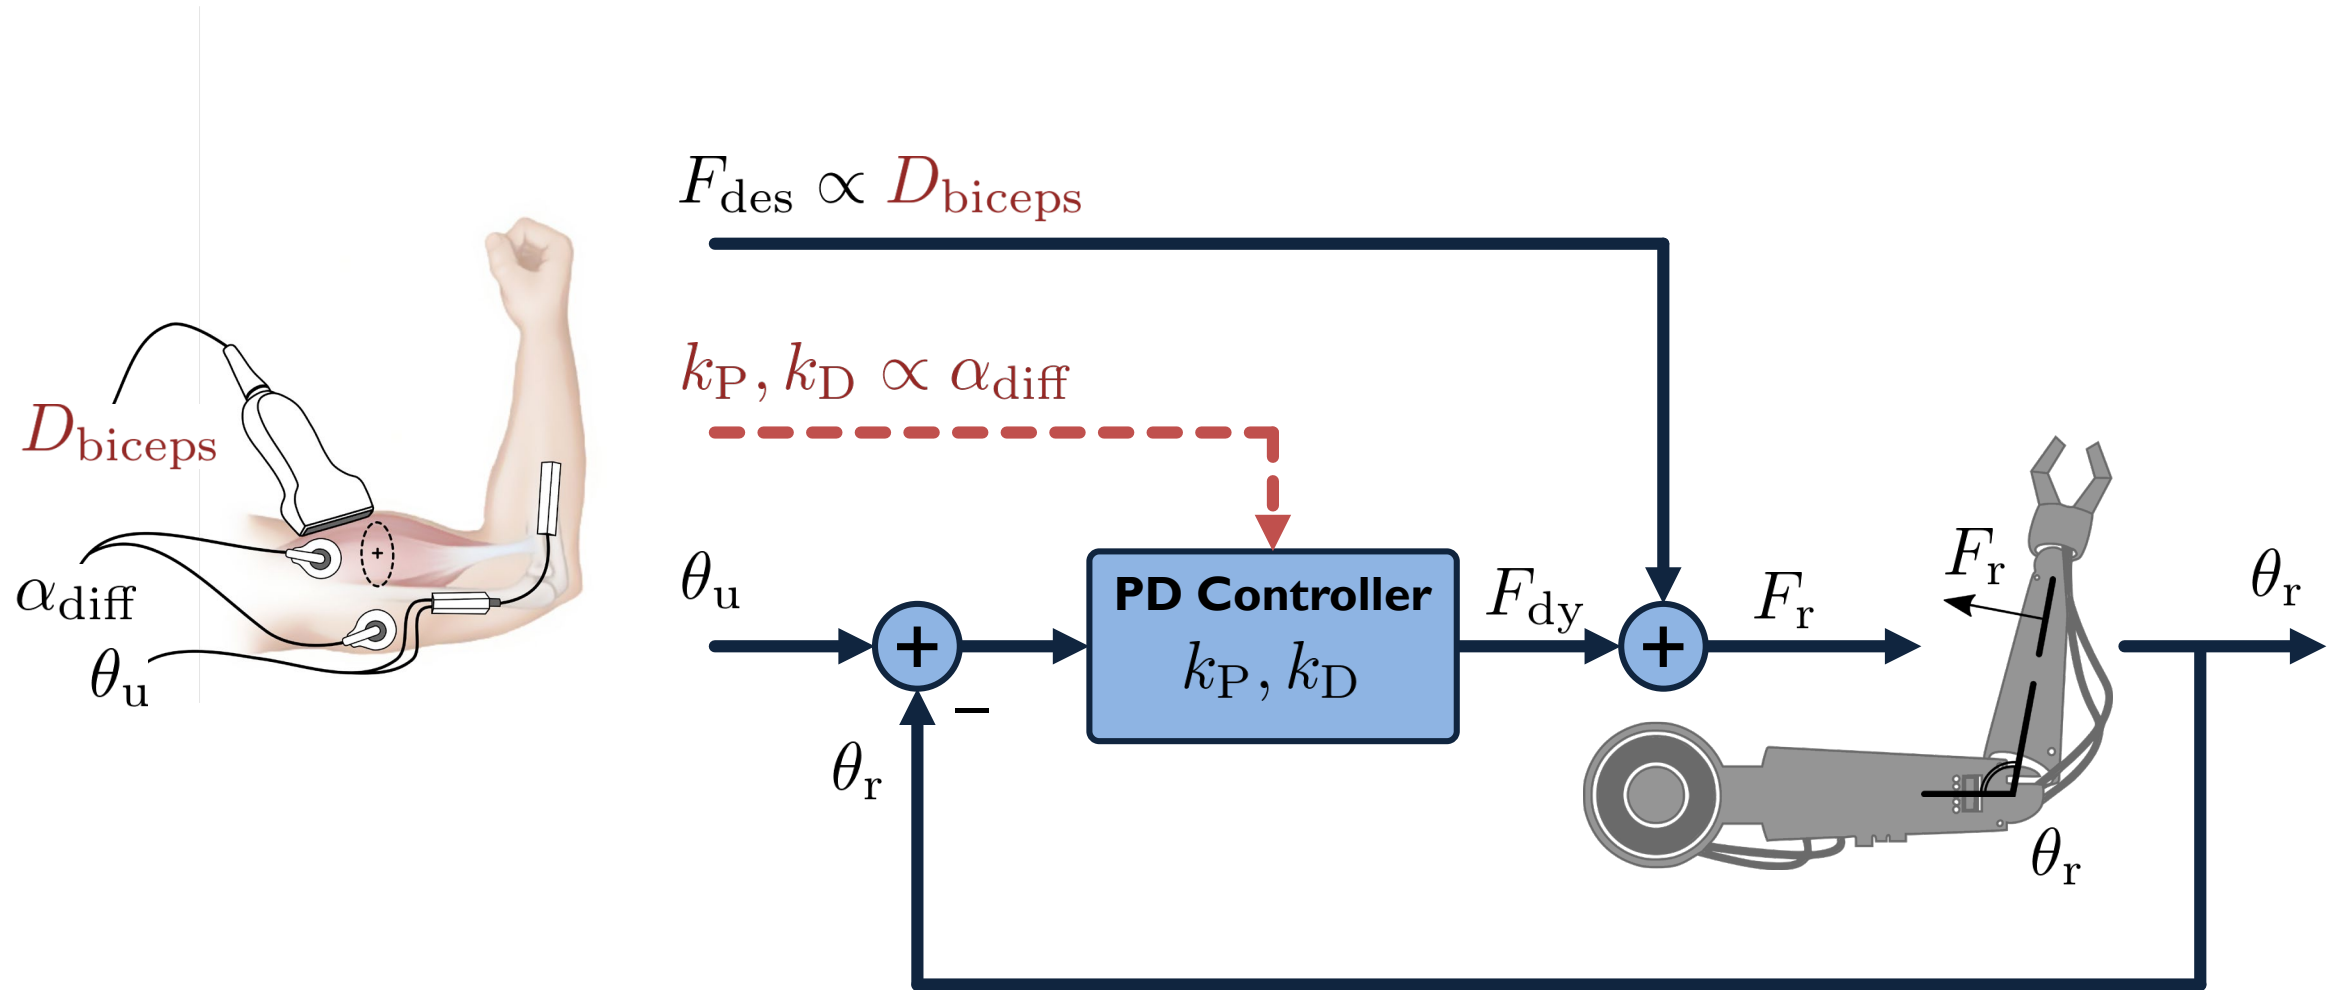 F_des ∝ D_biceps
k_P, k_D ∝ α_diff
D_biceps
α_diff
θ_u
θ_u
+
−
θ_r
PD Controller
k_P, k_D
F_dy
+
F_r
F_r
θ_r
θ_r
+